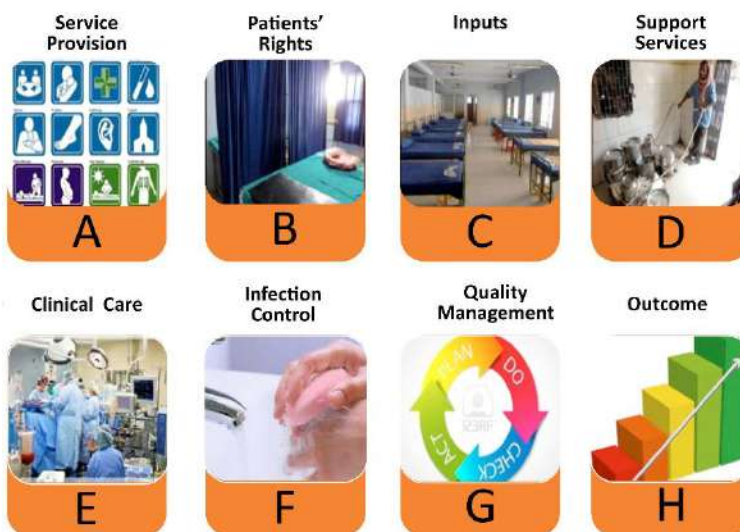 Service
Provision
Patients'
Rights
Inputs
Support
Services
A
B
C
D
Clinical Care
Infection
Control
Quality
Management
Outcome
PLAN
DO
CHECK
ACT
E
F
G
H